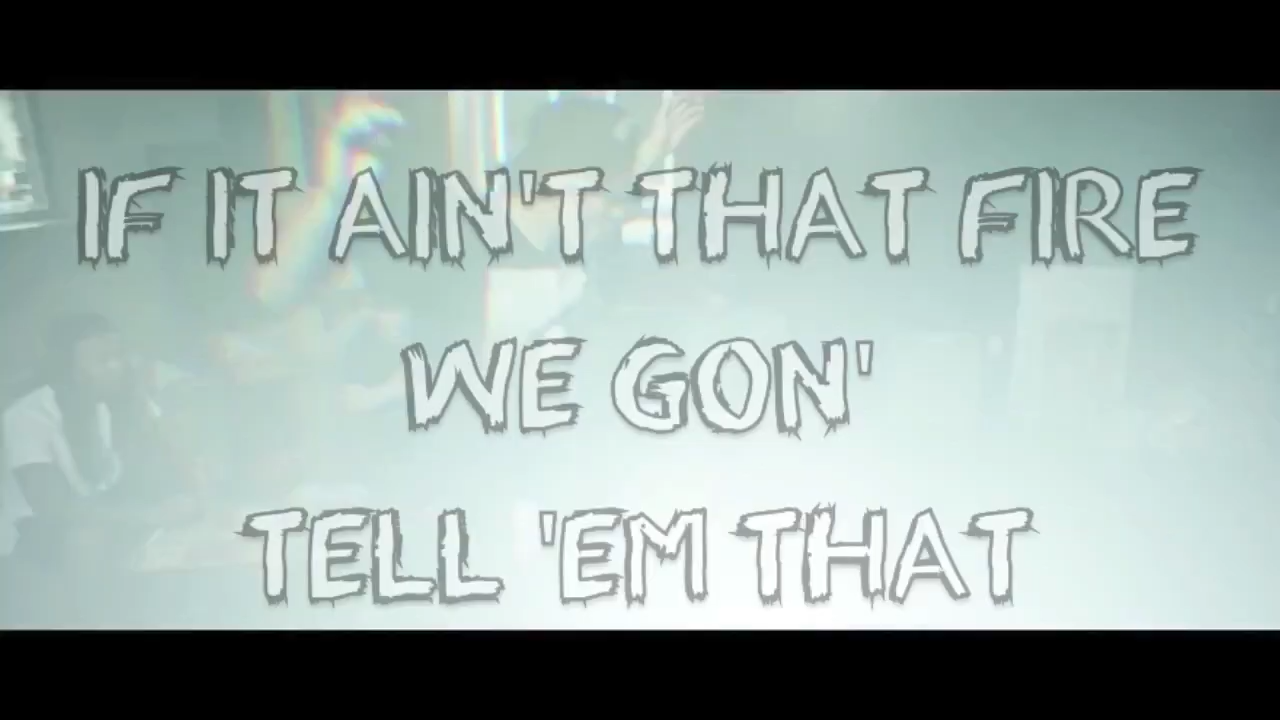 IF IT AIN'T THAT FIRE
WE GON'
TELL 'EM THAT